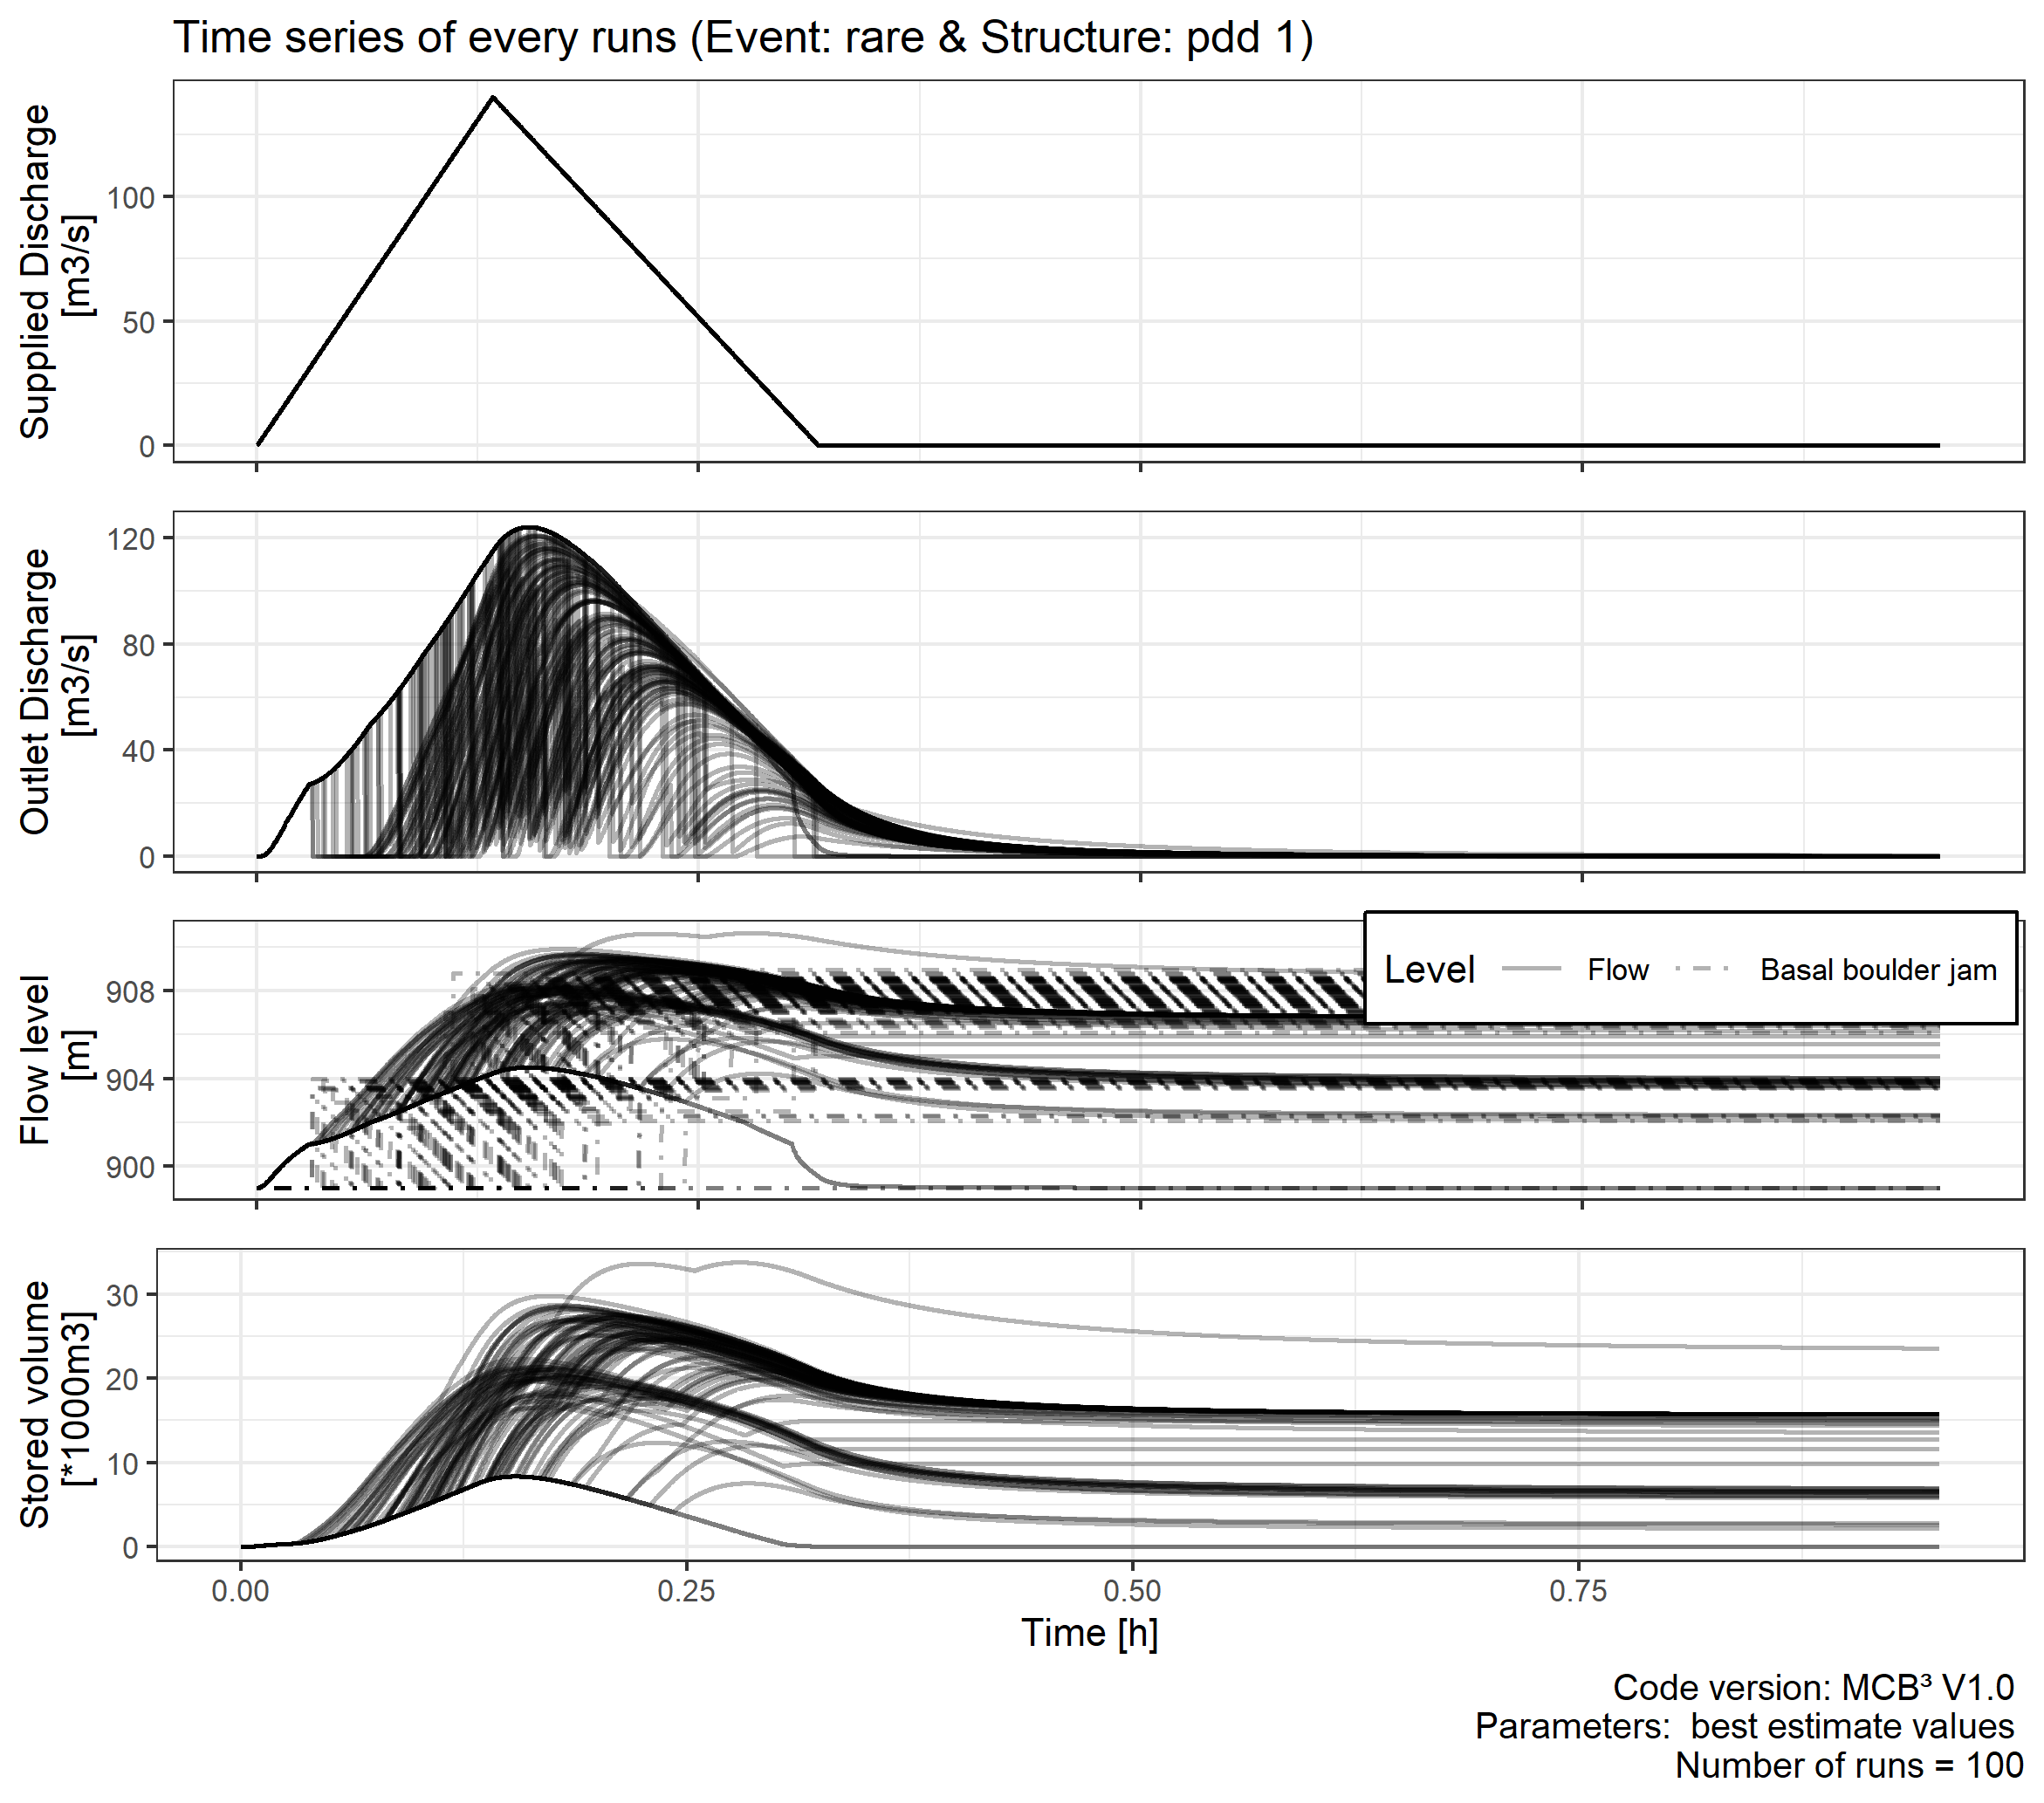 Time series of every runs (Event: rare & Structure: pdd 1)
Supplied Discharge
[m3/s]
100
50
0
Outlet Discharge
[m3/s]
120
80
40
0
Flow level
[m]
908
904
900
Level Flow Basal boulder jam
Stored volume
[*1000m3]
30
20
10
0
0.00 0.25 0.50 0.75
Time [h]
Code version: MCB³ V1.0
Parameters:  best estimate values
Number of runs = 100